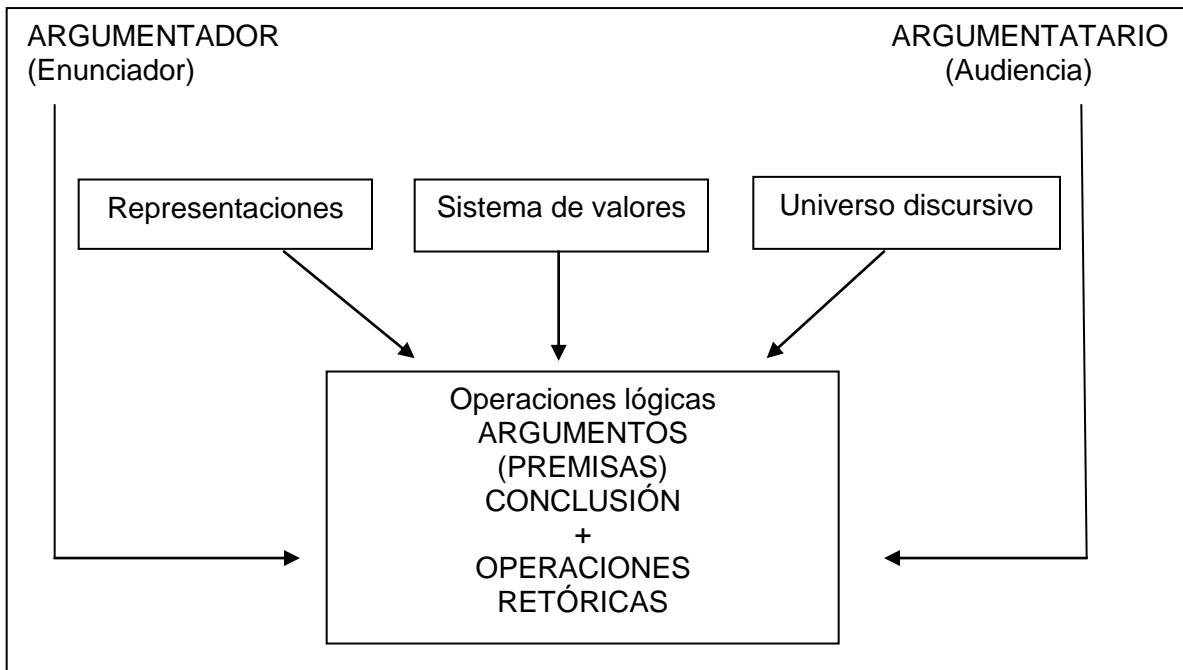 ARGUMENTADOR
(Enunciador)
ARGUMENTATARIO
(Audiencia)
Representaciones
Sistema de valores
Universo discursivo
Operaciones lógicas
ARGUMENTOS
(PREMISAS)
CONCLUSIÓN
+
OPERACIONES
RETÓRICAS